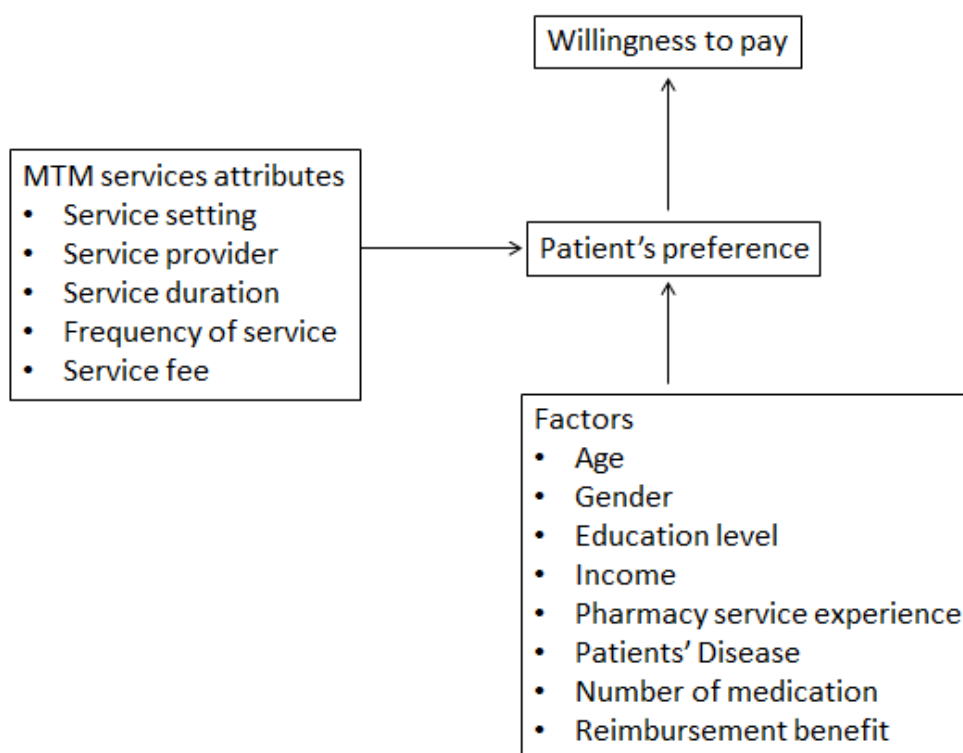 Willingness to pay
MTM services attributes
• Service setting
• Service provider
• Service duration
• Frequency of service
• Service fee
Patient's preference
Factors
• Age
• Gender
• Education level
• Income
• Pharmacy service experience
• Patients' Disease
• Number of medication
• Reimbursement benefit